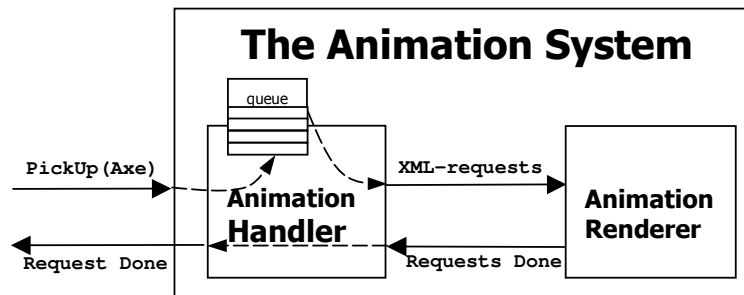 The Animation System
queue
PickUp(Axe)
XML-requests
Animation
Handler
Animation
Renderer
Request Done
Requests Done